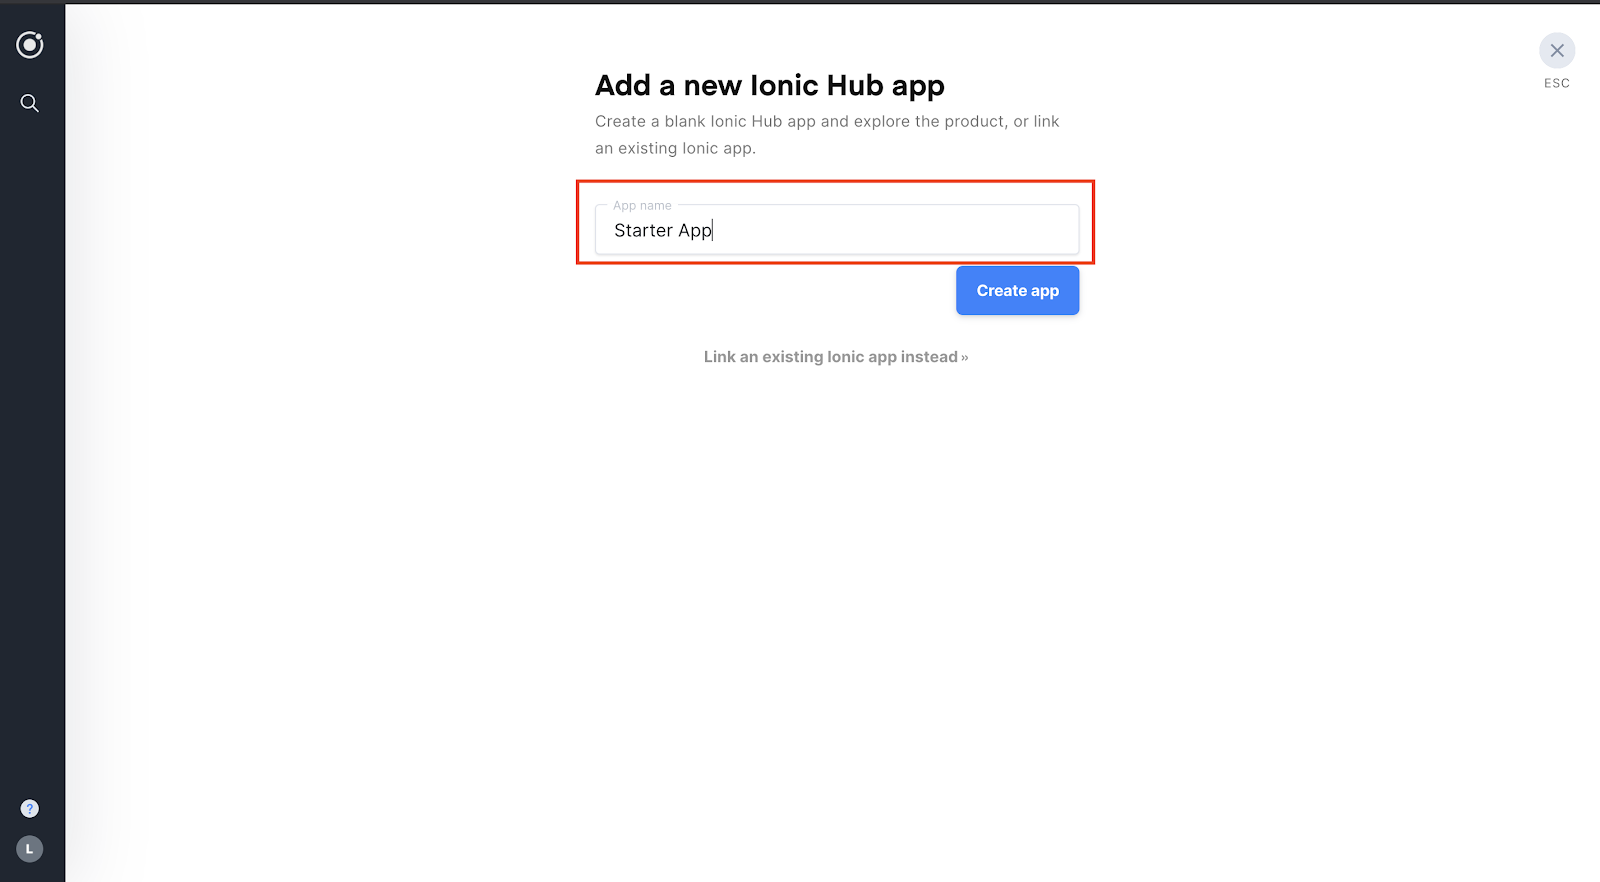 Add a new Ionic Hub app
ESC
Create a blank Ionic Hub app and explore the product, or link
an existing Ionic app.
App name
Starter App
Create app
Link an existing Ionic app instead »
?
L